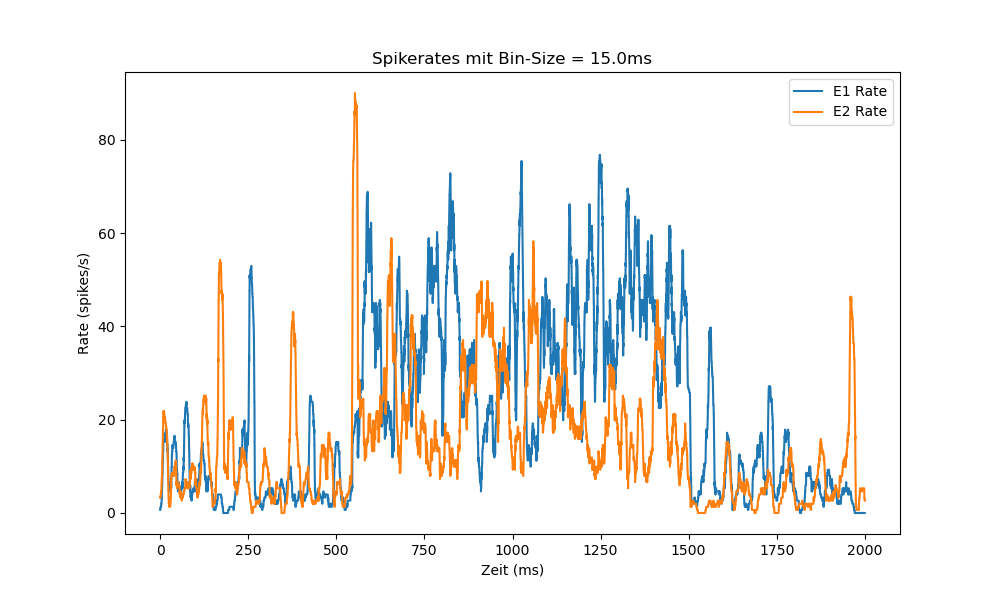 Spikerates mit Bin-Size = 15.0ms
E1 Rate
E2 Rate
80
60
40
20
0
Rate (spikes/s)
0 250 500 750 1000 1250 1500 1750 2000
Zeit (ms)